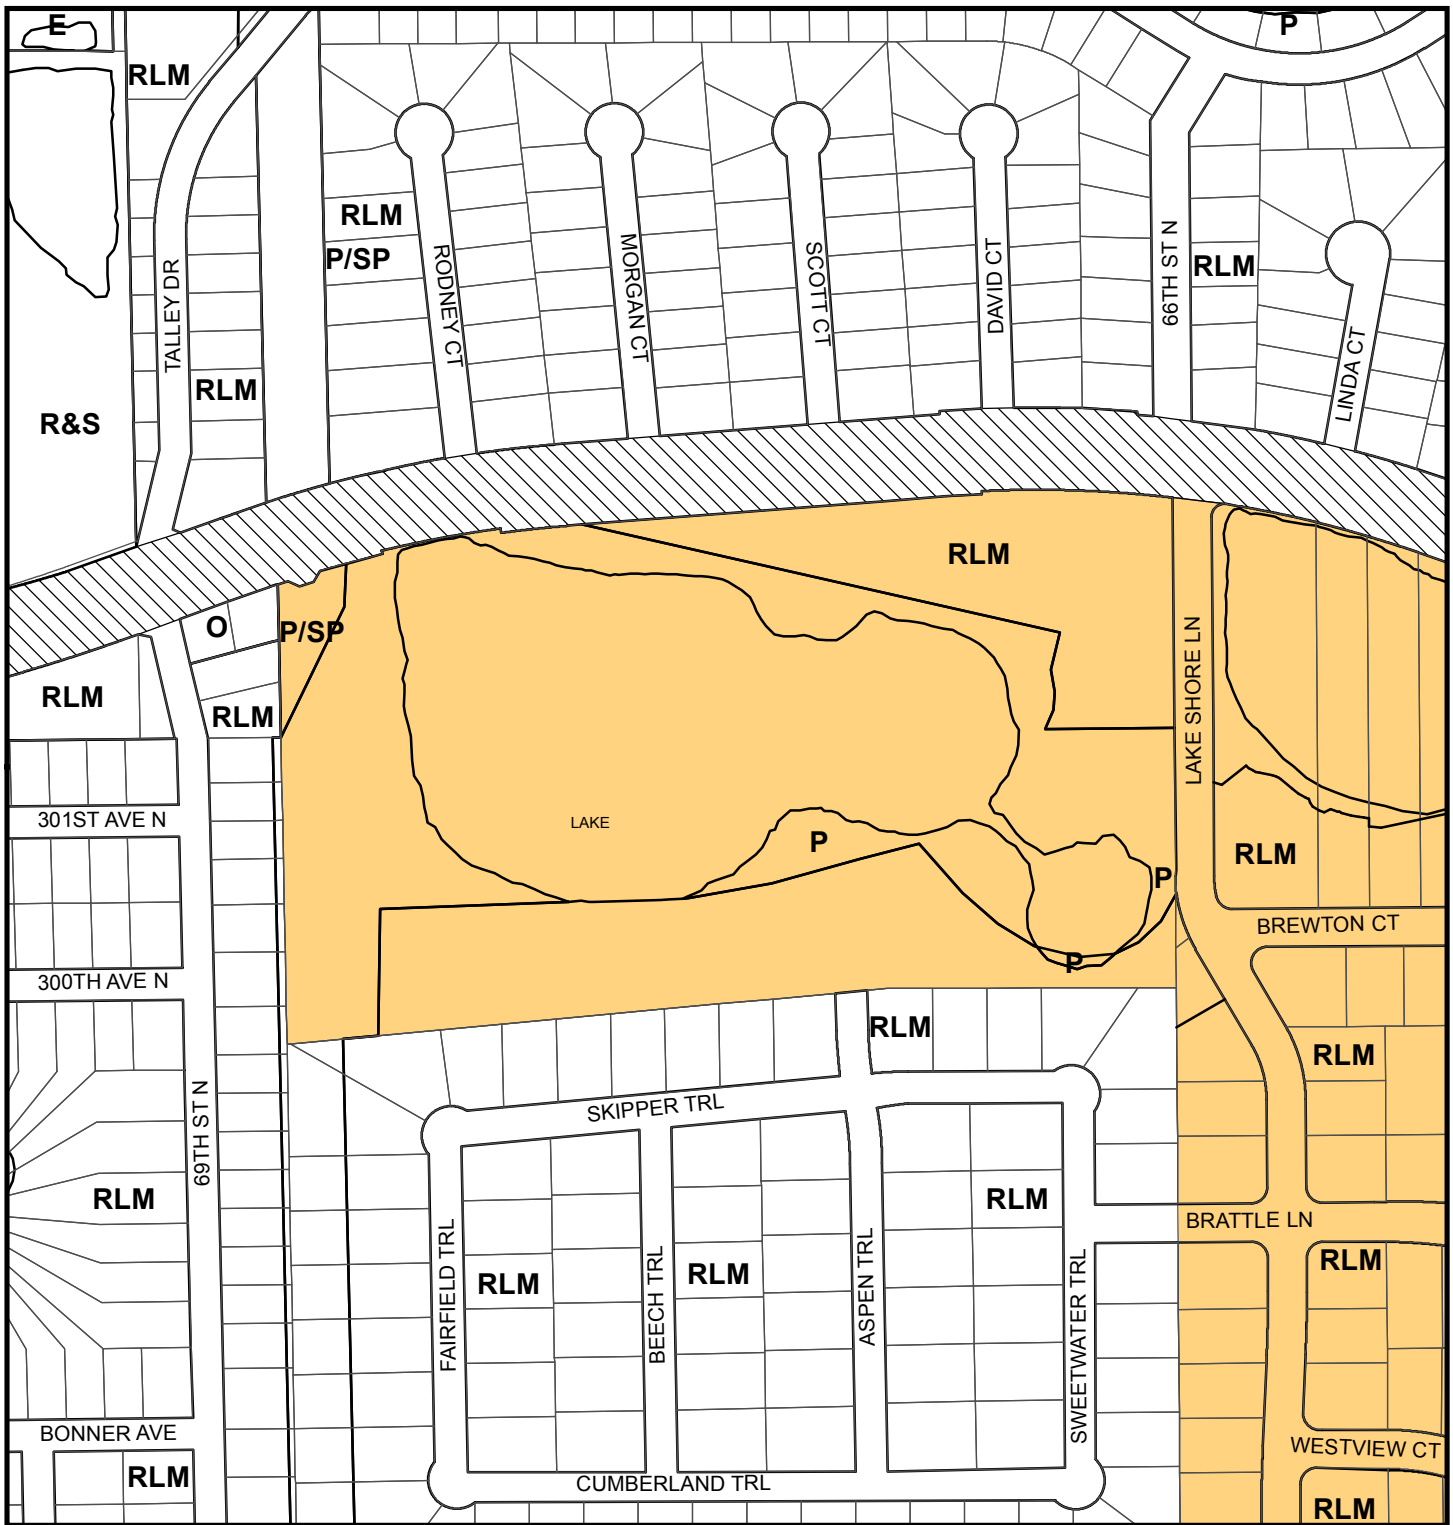 E
P
RLM
RLM
P/SP
RODNEY CT
MORGAN CT
SCOTT CT
DAVID CT
66TH ST N
RLM
TALLEY DR
LINDA CT
RLM
R&S
RLM
O
P/SP
RLM
RLM
LAKE SHORE LN
301ST AVE N
LAKE
P
RLM
P
BREWTON CT
P
300TH AVE N
RLM
RLM
SKIPPER TRL
69TH ST N
RLM
RLM
BRATTLE LN
FAIRFIELD TRL
RLM
BEECH TRL
RLM
ASPEN TRL
SWEETWATER TRL
RLM
BONNER AVE
WESTVIEW CT
RLM
CUMBERLAND TRL
RLM